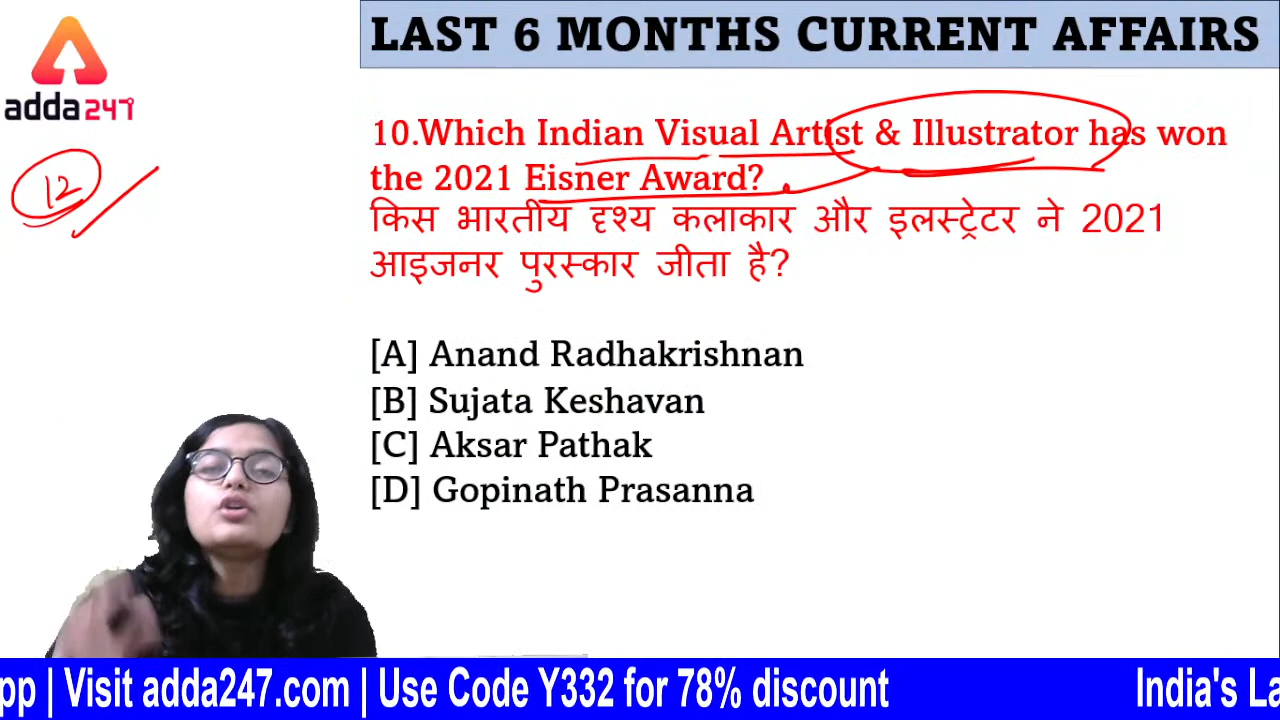 LAST 6 MONTHS CURRENT AFFAIRS
adda247
12
10.Which Indian Visual Artist & Illustrator has won
the 2021 Eisner Award?
किस भारतीय दृश्य कलाकार और इलस्ट्रेटर ने 2021
आइजनर पुरस्कार जीता है?
[A] Anand Radhakrishnan
[B] Sujata Keshavan
[C] Aksar Pathak
[D] Gopinath Prasanna
pp | Visit adda247.com | Use Code Y332 for 78% discount India's La